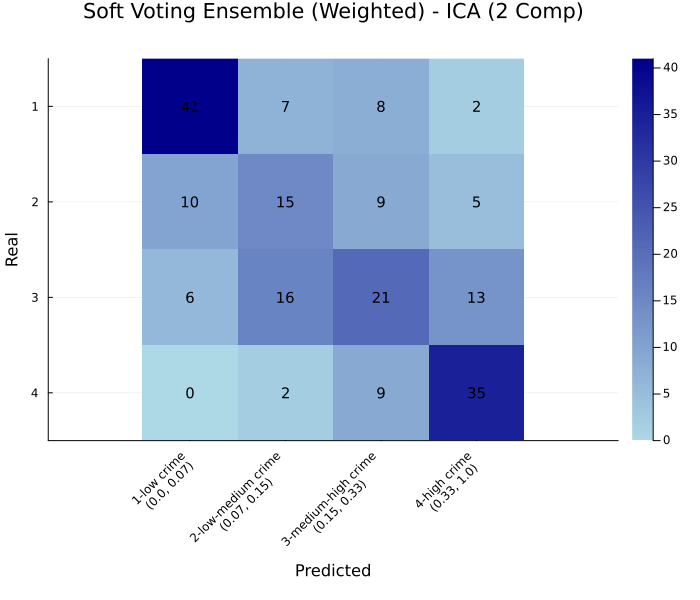 Soft Voting Ensemble (Weighted) - ICA (2 Comp)
Real
1
41 7 8 2
2
10 15 9 5
3
6 16 21 13
4
0 2 9 35
1-low crime
(0.0, 0.07)
2-low-medium crime
(0.07, 0.15)
3-medium-high crime
(0.15, 0.33)
4-high crime
(0.33, 1.0)
Predicted
40
35
30
25
20
15
10
5
0